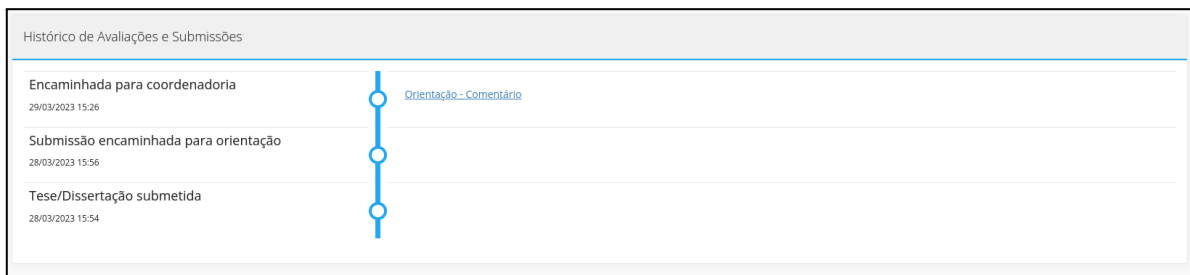 Histórico de Avaliações e Submissões
Encaminhada para coordenadoria
29/03/2023 15:26
Orientação - Comentário
Submissão encaminhada para orientação
28/03/2023 15:56
Tese/Dissertação submetida
28/03/2023 15:54